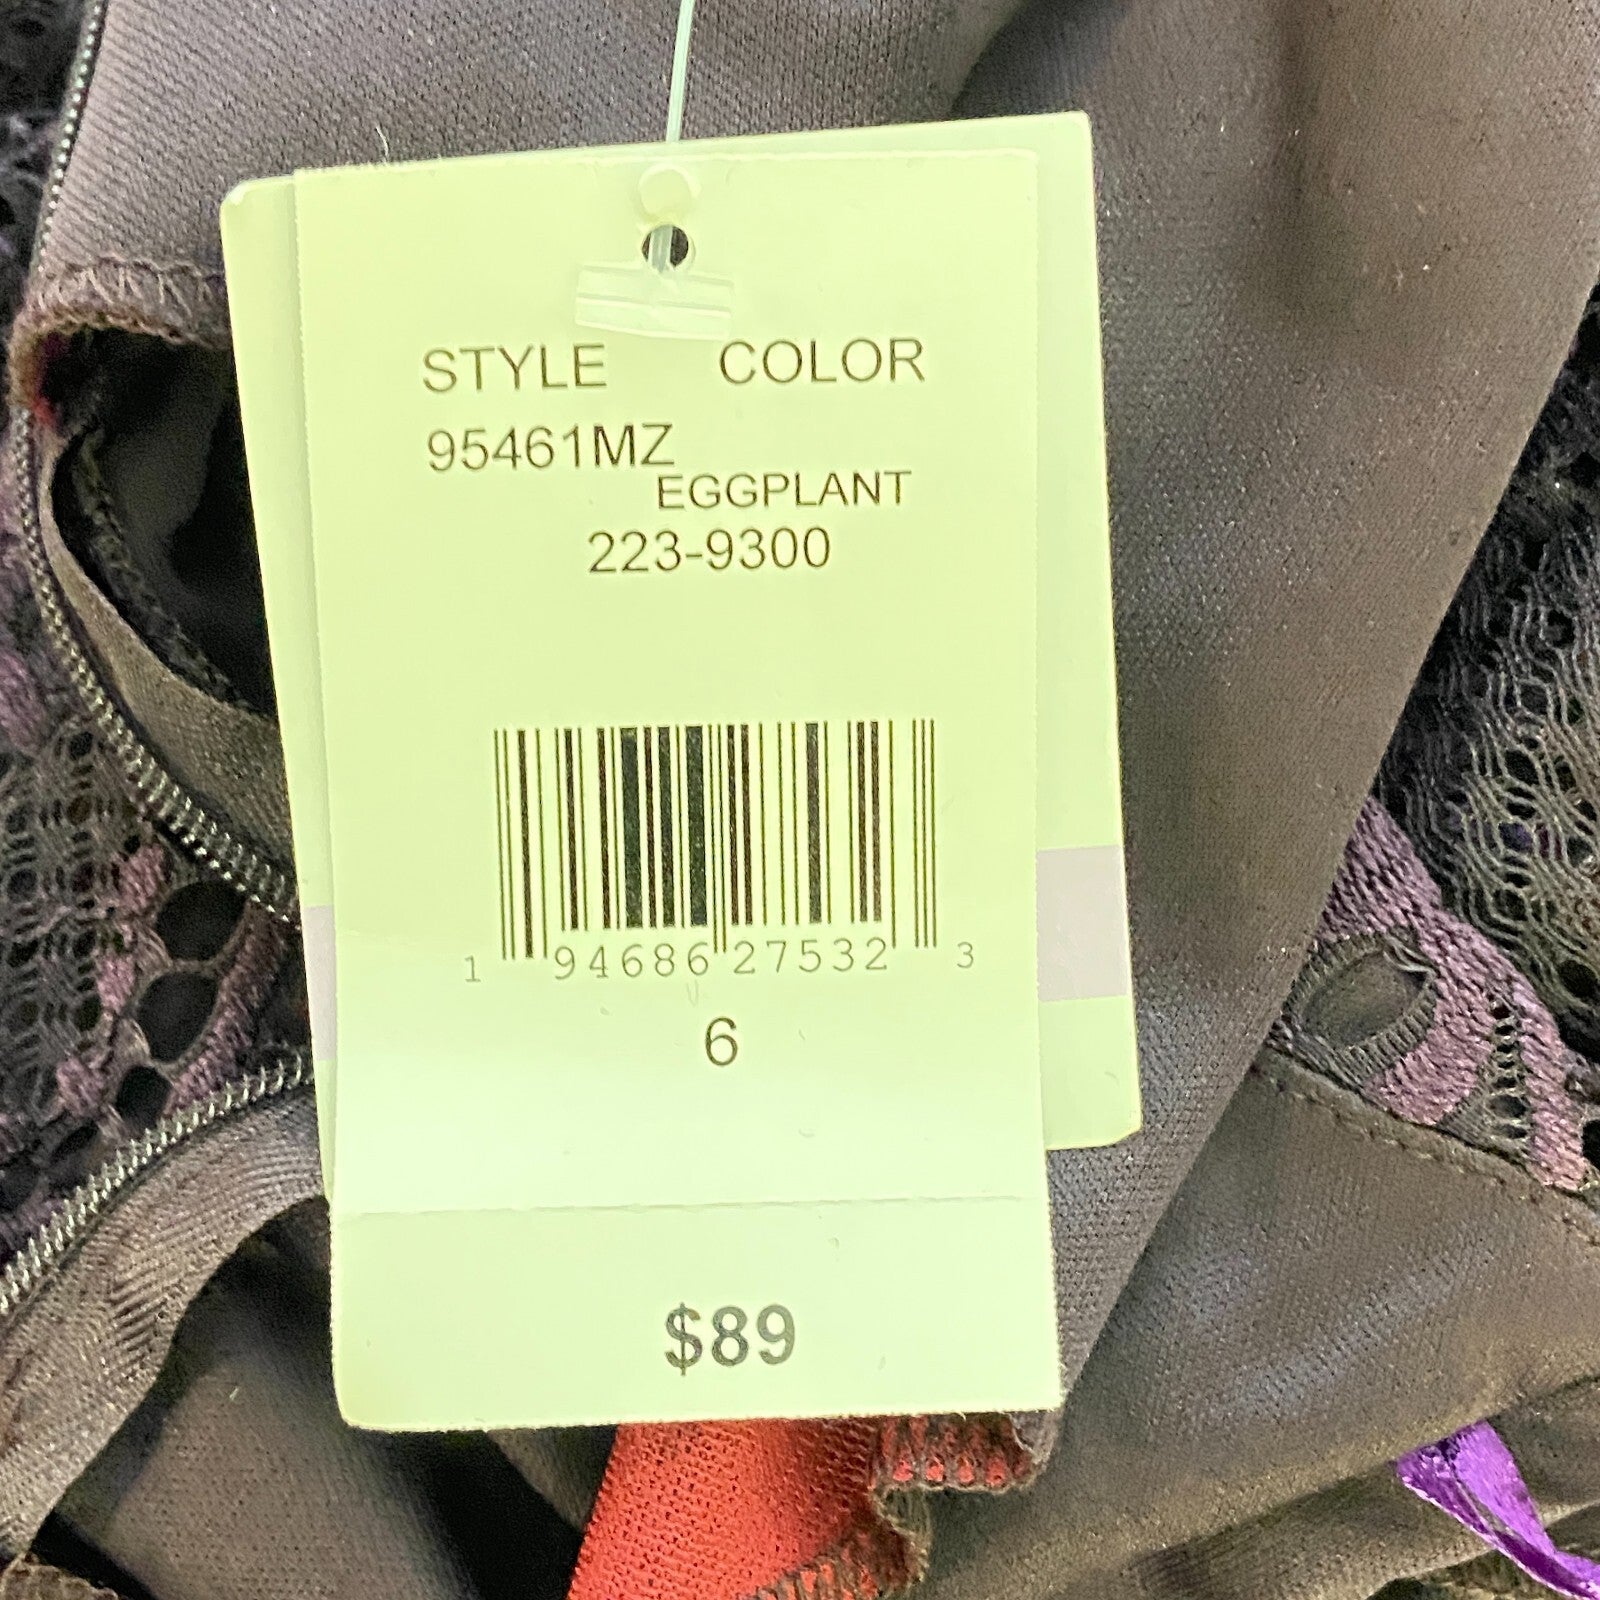 STYLE COLOR
95461MZ
EGGPLANT
223-9300
1 94686 27532 3
6
$89